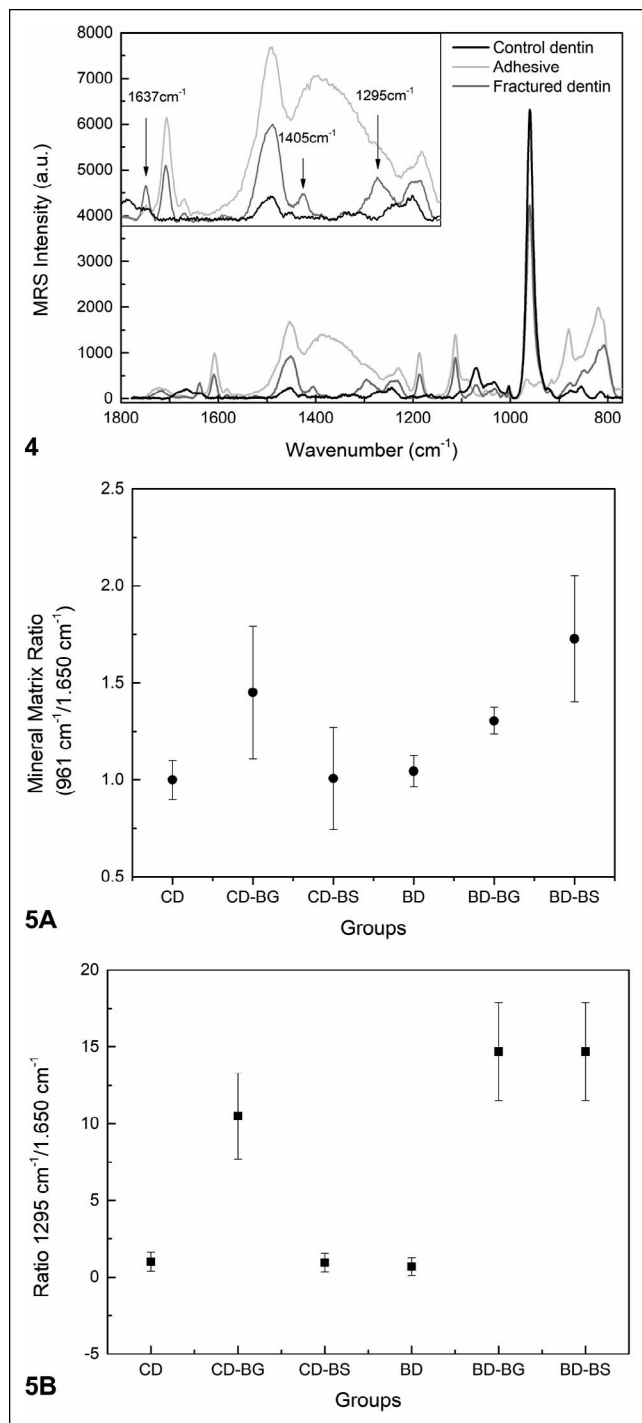 8000
7000
6000
5000
4000
3000
2000
1000
0
MRS Intensity (a.u.)
Control dentin
Adhesive
Fractured dentin
1637cm⁻¹
1405cm⁻¹
1295cm⁻¹
1800 1600 1400 1200 1000 800
Wavenumber (cm⁻¹)
4
2.5
2.0
1.5
1.0
0.5
Mineral Matrix Ratio
(961 cm⁻¹/1.650 cm⁻¹)
CD CD-BG CD-BS BD BD-BG BD-BS
Groups
5A
20
15
10
5
0
-5
Ratio 1295 cm⁻¹/1.650 cm⁻¹
CD CD-BG CD-BS BD BD-BG BD-BS
Groups
5B